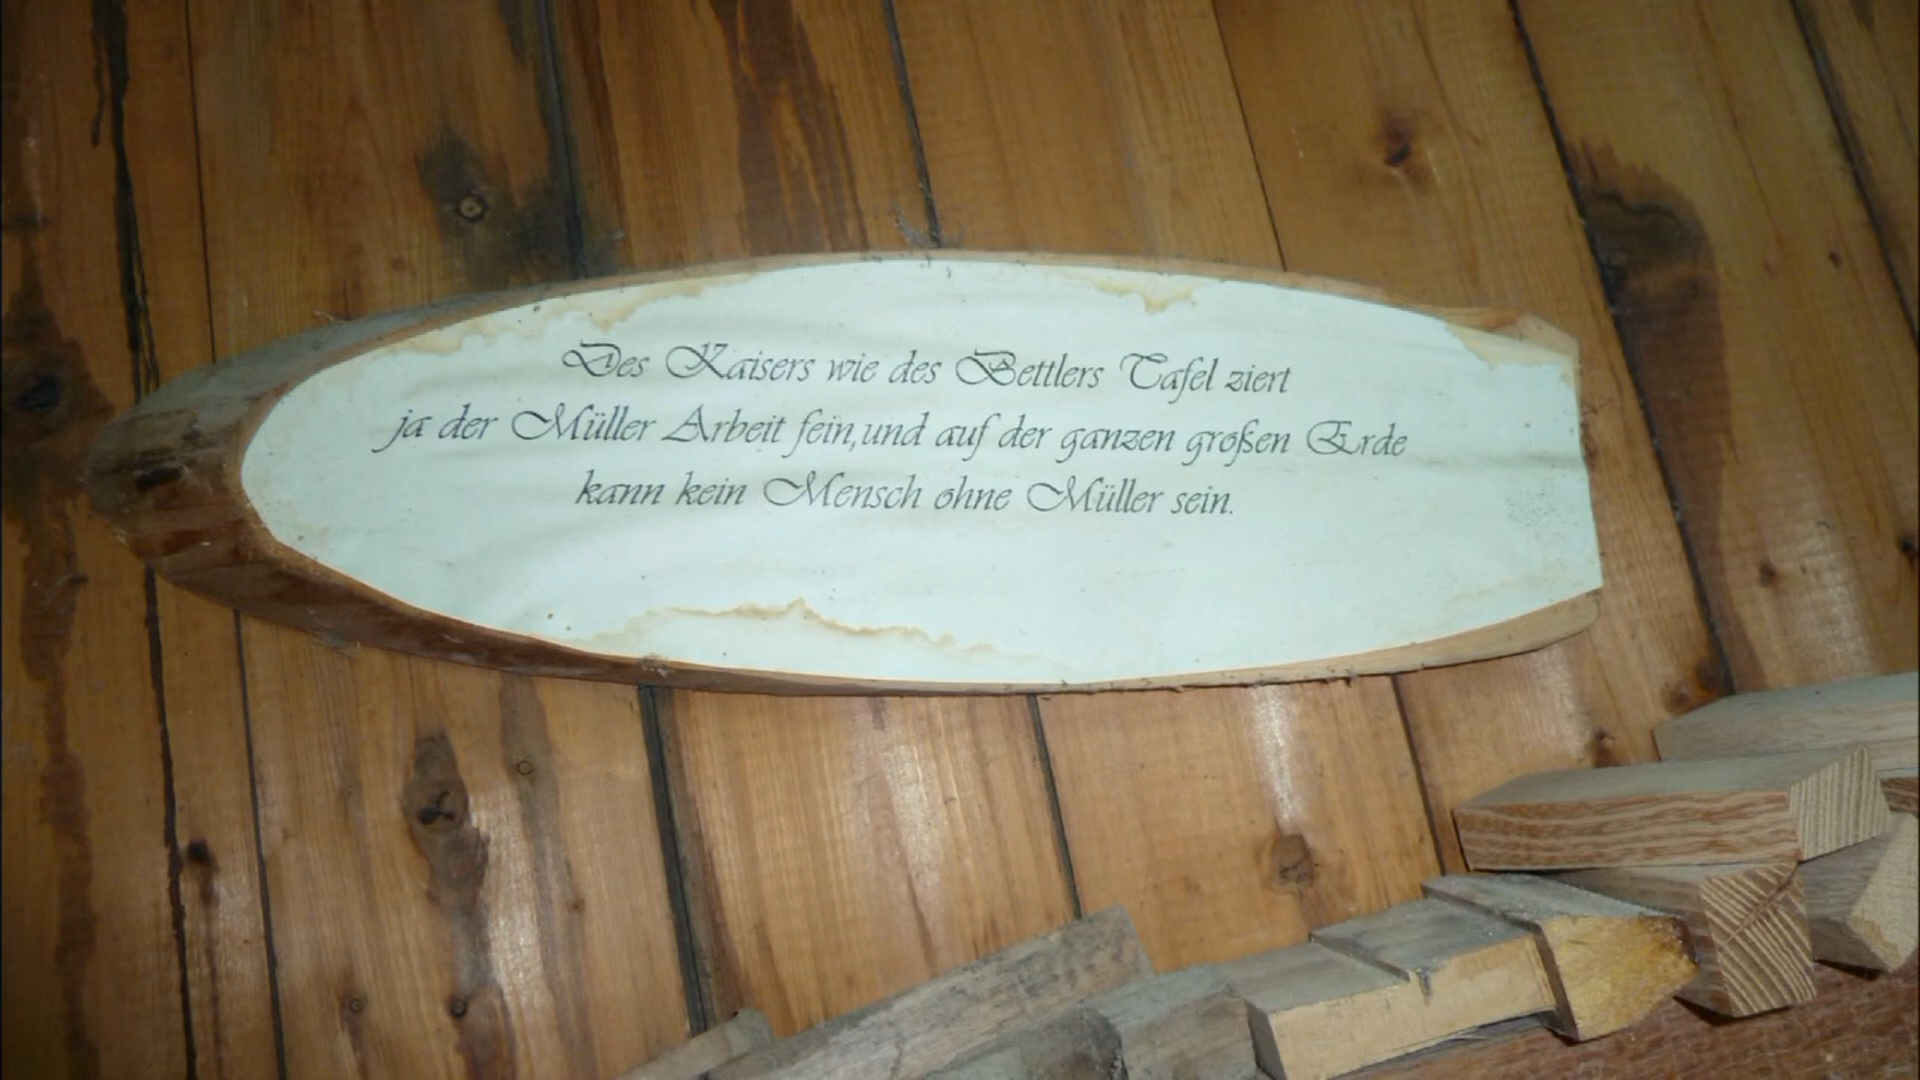 Des Kaisers wie des Bettlers Tafel ziert
ja der Müller Arbeit fein,und auf der ganzen großen Erde
kann kein Mensch ohne Müller sein.